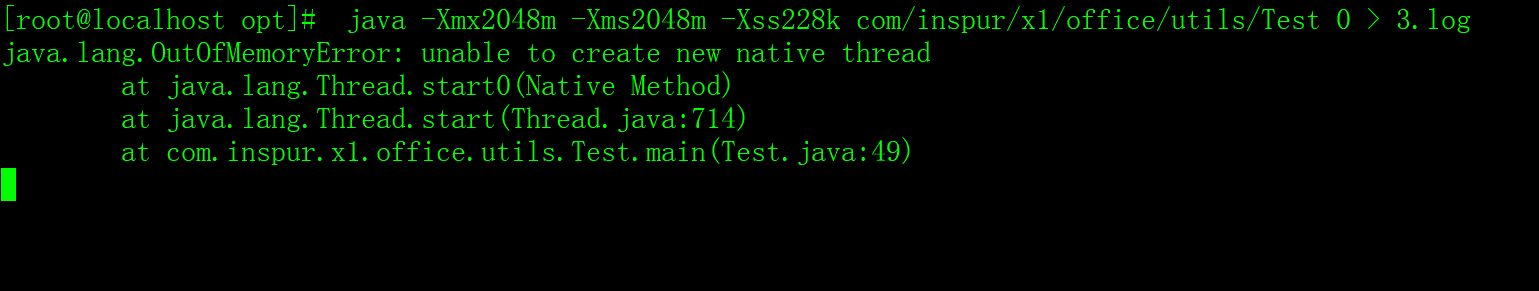 [root@localhost opt]#  java -Xmx2048m -Xms2048m -Xss228k com/inspur/x1/office/utils/Test 0 > 3.log
java.lang.OutOfMemoryError: unable to create new native thread
        at java.lang.Thread.start0(Native Method)
        at java.lang.Thread.start(Thread.java:714)
        at com.inspur.x1.office.utils.Test.main(Test.java:49)